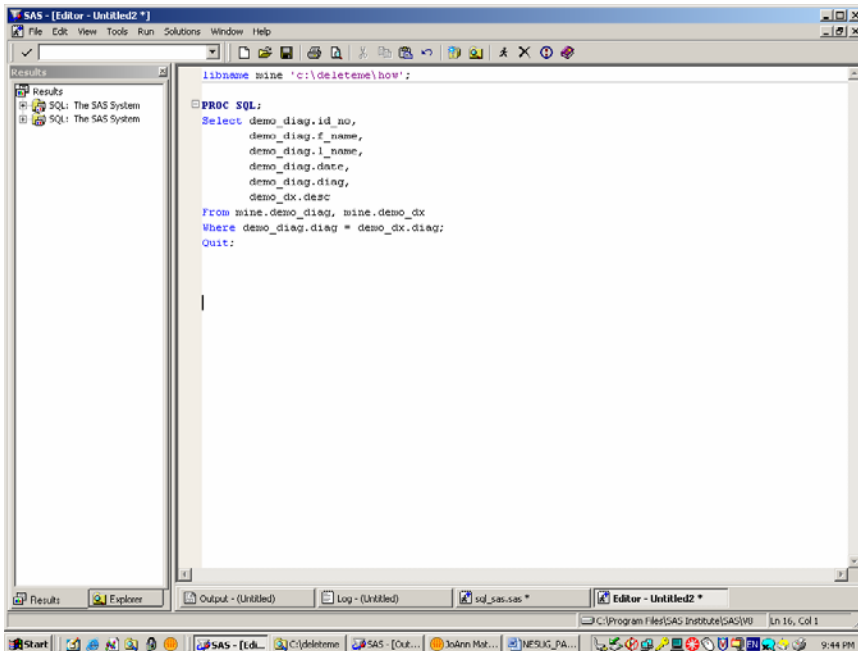 SAS - [Editor - Untitled2 *]
File Edit View Tools Run Solutions Window Help
Results
Results
SQL: The SAS System
SQL: The SAS System
libname mine 'c:\deleteme\how';
PROC SQL;
Select demo_diag.id_no,
demo_diag.f_name,
demo_diag.l_name,
demo_diag.date,
demo_diag.diag,
demo_dx.desc
From mine.demo_diag, mine.demo_dx
Where demo_diag.diag = demo_dx.diag;
Quit;
Results Explorer Output - (Untitled) Log - (Untitled) sql_sas.sas * Editor - Untitled2 *
C:\Program Files\SAS Institute\SAS\V8 Ln 16, Col 1
Start SAS - [Edi... C:\deleteme SAS - [Out... JoAnn Mat... NESUG_PA... EN 9:44 PM